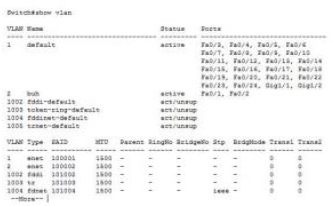 Switch#show vlan
VLAN Name Status Ports
1 default active Fa0/3, Fa0/4, Fa0/5, Fa0/6
Fa0/7, Fa0/8, Fa0/9, Fa0/10
Fa0/11, Fa0/12, Fa0/13, Fa0/14
Fa0/15, Fa0/16, Fa0/17, Fa0/18
Fa0/19, Fa0/20, Fa0/21, Fa0/22
Fa0/23, Fa0/24, Gig1/1, Gig1/2
2 buh active Fa0/1, Fa0/2
1002 fddi-default act/unsup
1003 token-ring-default act/unsup
1004 fddinet-default act/unsup
1005 trnet-default act/unsup
VLAN Type SAID MTU Parent RingNo BridgeNo Stp BrdgMode Trans1 Trans2
1 enet 100001 1500 - - - - - 0 0
2 enet 100002 1500 - - - - - 0 0
1002 fddi 101002 1500 - - - - - 0 0
1003 tr 101003 1500 - - - - - 0 0
1004 fdnet 101004 1500 - - - ieee - 0 0
--More--